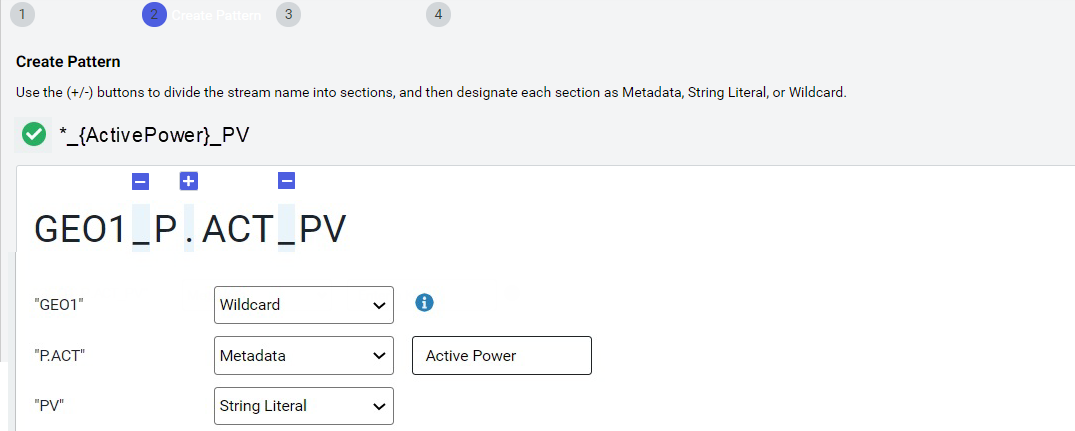 1 2 Create Pattern 3 4
Create Pattern
Use the (+/-) buttons to divide the stream name into sections, and then designate each section as Metadata, String Literal, or Wildcard.
*_{ActivePower}_PV
GEO1_P.ACT_PV
"GEO1" Wildcard
"P.ACT" Metadata Active Power
"PV" String Literal